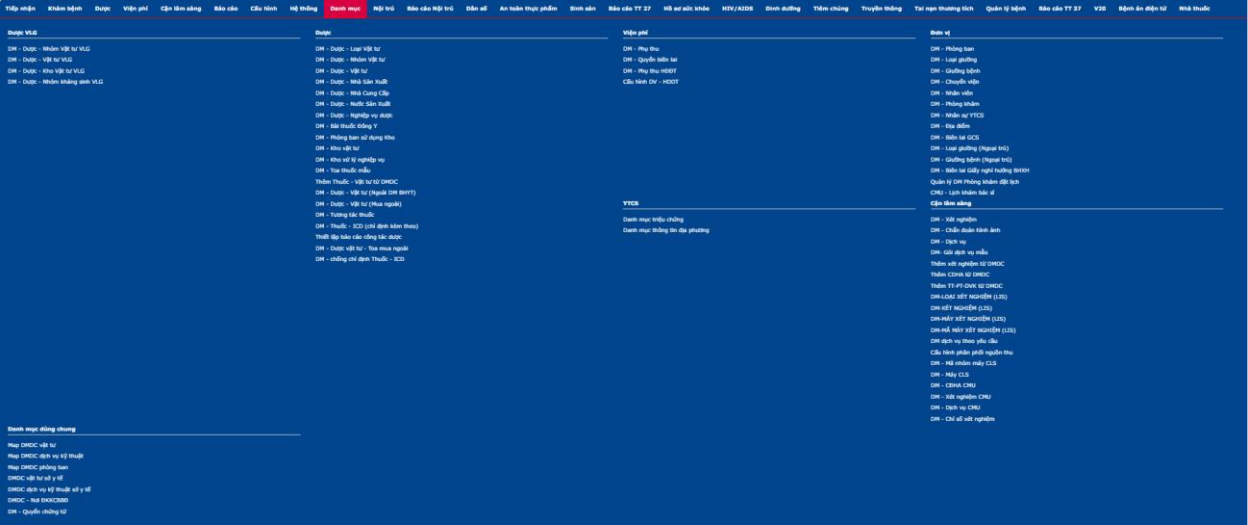 Tiếp nhận Khám bệnh Dược Viện phí Cận lâm sàng Báo cáo Cấu hình Hệ thống Danh mục Nội trú Báo cáo Nội trú Dân số An toàn thực phẩm Sinh sản Báo cáo TT 27 Hồ sơ sức khỏe HIV/AIDS Dinh dưỡng Tiêm chủng Truyền thông Tai nạn thương tích Quản lý bệnh Báo cáo TT 37 V20 Bệnh án điện tử Nhà thuốc
Dược VLG
DM - Dược - Nhóm Vật tư VLG
DM - Dược - Vật tư VLG
DM - Dược - Kho Vật tư VLG
DM - Dược - Nhóm kháng sinh VLG
Dược
DM - Dược - Loại Vật tư
DM - Dược - Nhóm Vật tư
DM - Dược - Vật tư
DM - Dược - Nhà Sản Xuất
DM - Dược - Nhà Cung Cấp
DM - Dược - Nước Sản Xuất
DM - Dược - Nghiệp vụ dược
DM - Bài thuốc Đông Y
DM - Phòng ban sử dụng Kho
DM - Kho vật tư
DM - Kho xử lý nghiệp vụ
DM - Toa thuốc mẫu
Thêm Thuốc - Vật tư từ DMDC
DM - Dược - Vật tư (Ngoài DM BHYT)
DM - Dược - Vật tư (Mua ngoài)
DM - Tương tác thuốc
DM - Thuốc - ICD (chỉ định kèm theo)
Thiết lập báo cáo công tác dược
DM - Dược vật tư - Toa mua ngoài
DM - chống chỉ định Thuốc - ICD
Viện phí
DM - Phụ thu
DM - Quyển biên lai
DM - Phụ thu HĐĐT
Cấu hình DV - HDDT
YTCS
Danh mục triệu chứng
Danh mục thông tin địa phương
Đơn vị
DM - Phòng ban
DM - Loại giường
DM - Giường bệnh
DM - Chuyển viện
DM - Nhân viên
DM - Phòng khám
DM - Nhân sự YTCS
DM - Địa điểm
DM - Biên lai GCS
DM - Loại giường (Ngoại trú)
DM - Giường bệnh (Ngoại trú)
DM - Biên lai Giấy nghỉ hưởng BHXH
Quản lý DM Phòng khám đặt lịch
CMU - Lịch khám bác sĩ
Cận lâm sàng
DM - Xét nghiệm
DM - Chẩn đoán hình ảnh
DM - Dịch vụ
DM- Gói dịch vụ mẫu
Thêm xét nghiệm từ DMDC
Thêm CDHA từ DMDC
Thêm TT-PT-DVK từ DMDC
DM-LOẠI XÉT NGHIỆM (LIS)
DM-XÉT NGHIỆM (LIS)
DM-MÁY XÉT NGHIỆM (LIS)
DM-MÃ MÁY XÉT NGHIỆM (LIS)
DM dịch vụ theo yêu cầu
Cấu hình phân phối nguồn thu
DM - Mã nhóm máy CLS
DM - Máy CLS
DM - CĐHA CMU
DM - Xét nghiệm CMU
DM - Dịch vụ CMU
DM - Chỉ số xét nghiệm
Danh mục dùng chung
Map DMDC vật tư
Map DMDC dịch vụ kỹ thuật
Map DMDC phòng ban
DMDC vật tư sở y tế
DMDC dịch vụ kỹ thuật sở y tế
DMDC - Nơi ĐKKCBBĐ
DM - Quyển chứng từ